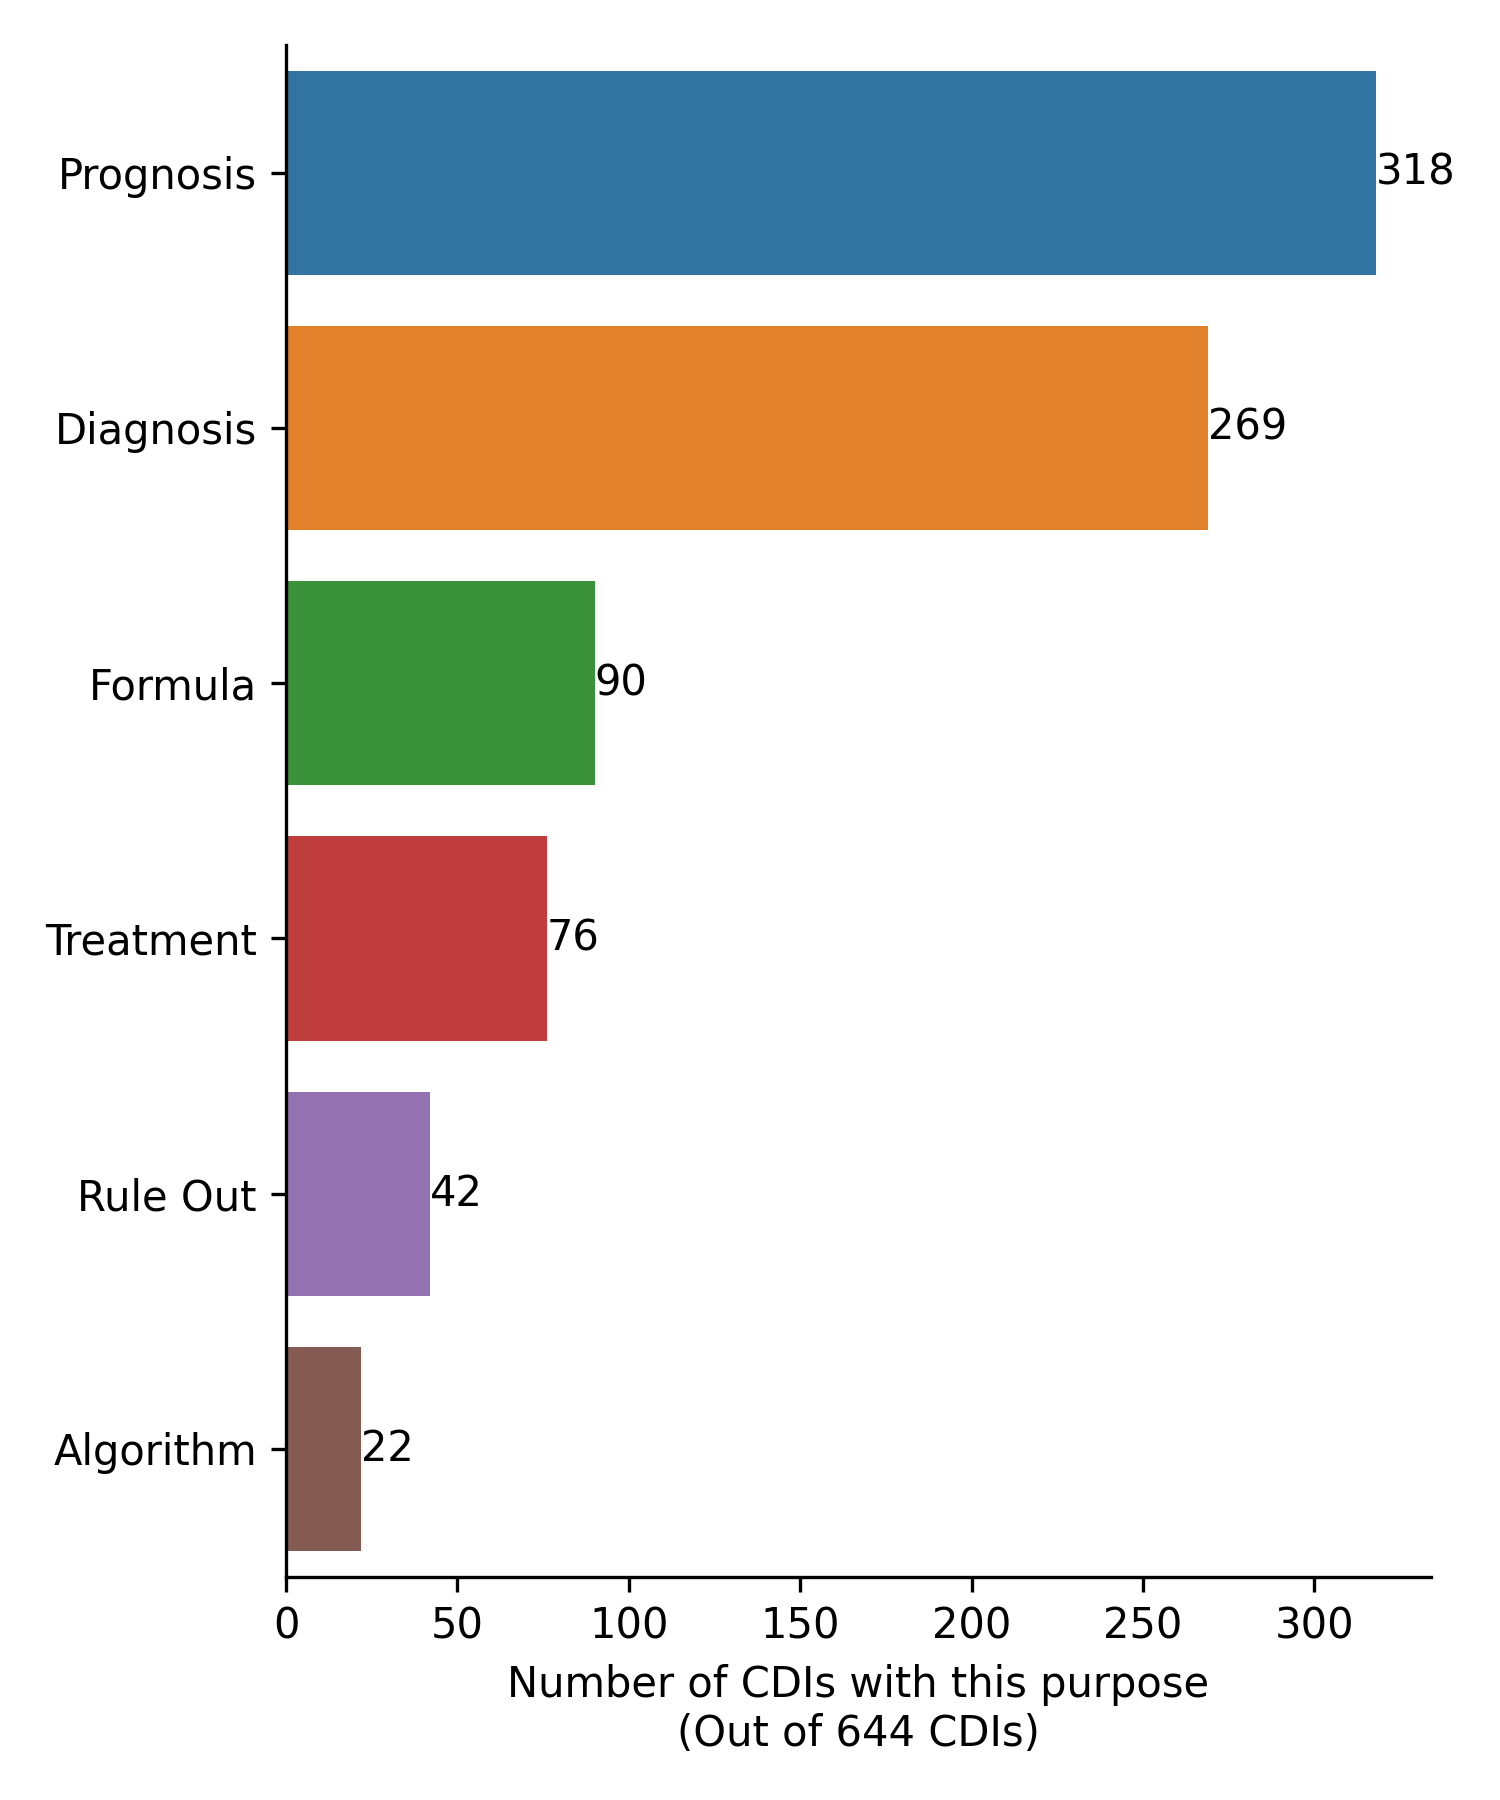 Prognosis
318
Diagnosis
269
Formula
90
Treatment
76
Rule Out
42
Algorithm
22
0 50 100 150 200 250 300
Number of CDIs with this purpose
(Out of 644 CDIs)